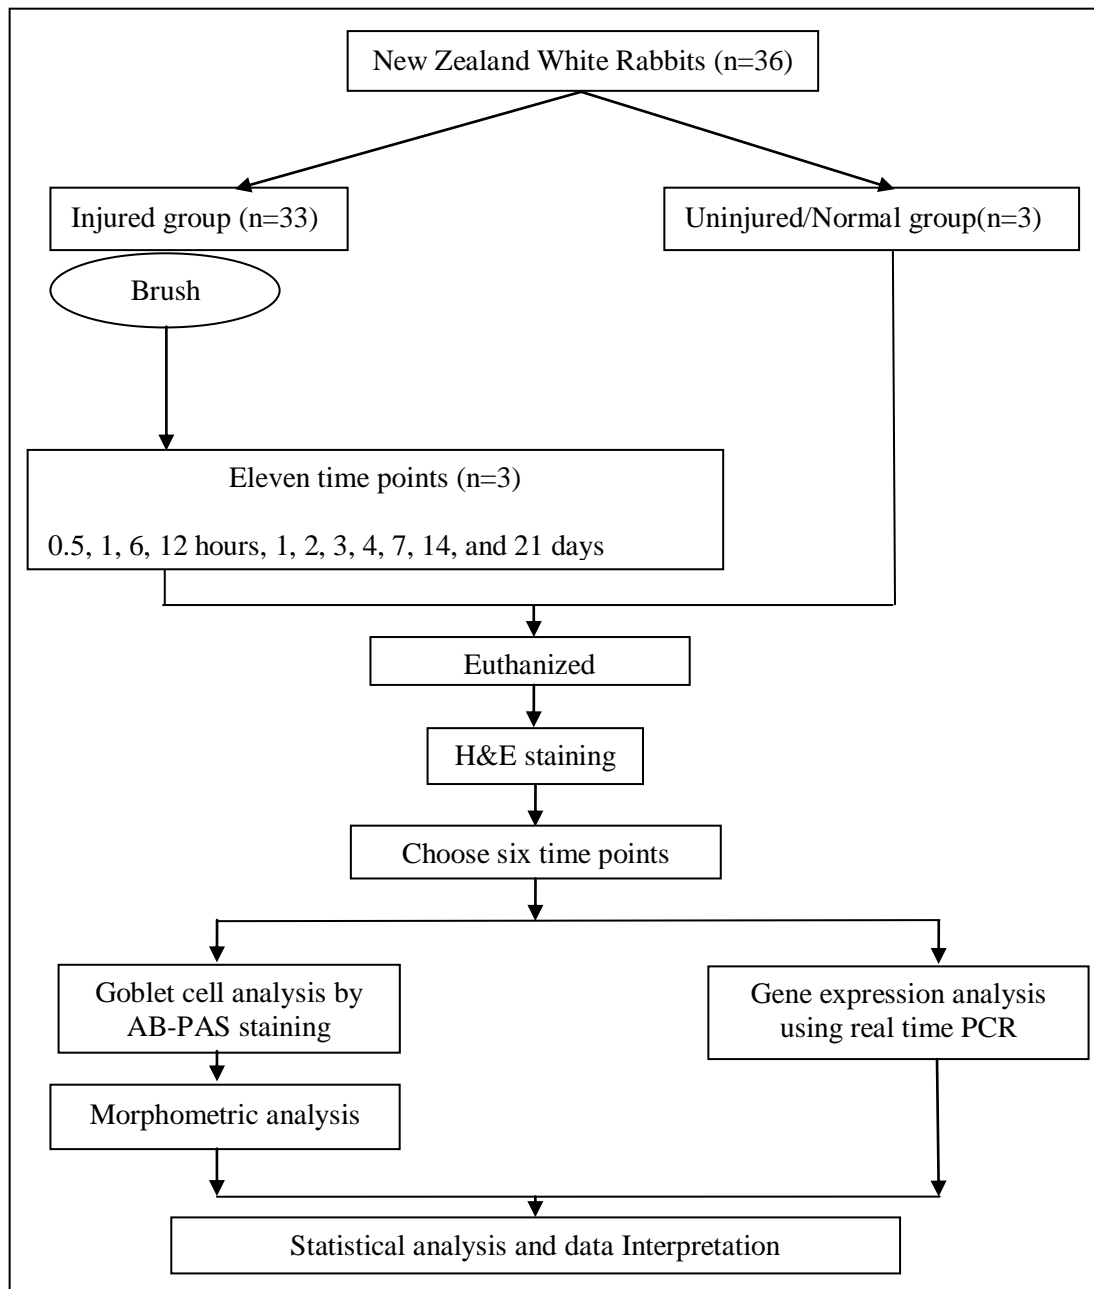 New Zealand White Rabbits (n=36)
Injured group (n=33)
Uninjured/Normal group(n=3)
Brush
Eleven time points (n=3)
0.5, 1, 6, 12 hours, 1, 2, 3, 4, 7, 14, and 21 days
Euthanized
H&E staining
Choose six time points
Goblet cell analysis by
AB-PAS staining
Gene expression analysis
using real time PCR
Morphometric analysis
Statistical analysis and data Interpretation